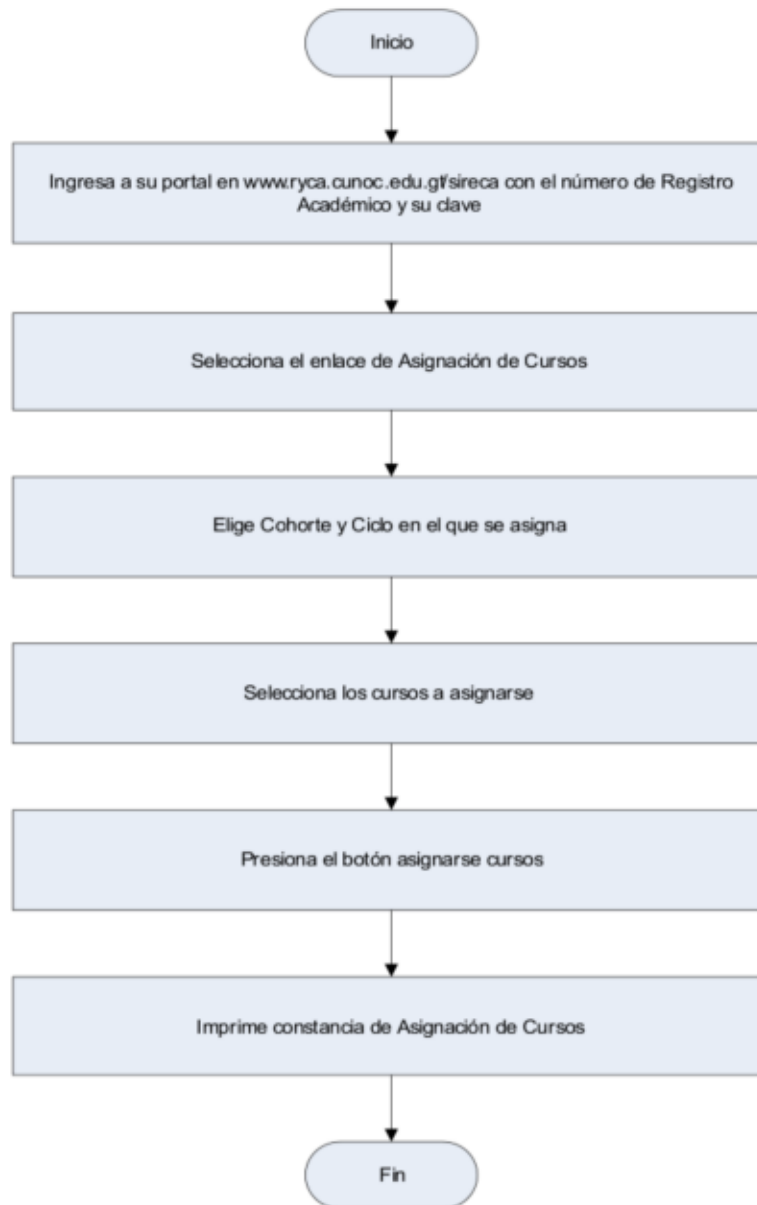 Inicio
Ingresa a su portal en www.ryca.cunoc.edu.gt/sireca con el número de Registro
Académico y su clave
Selecciona el enlace de Asignación de Cursos
Elige Cohorte y Ciclo en el que se asigna
Selecciona los cursos a asignarse
Presiona el botón asignarse cursos
Imprime constancia de Asignación de Cursos
Fin